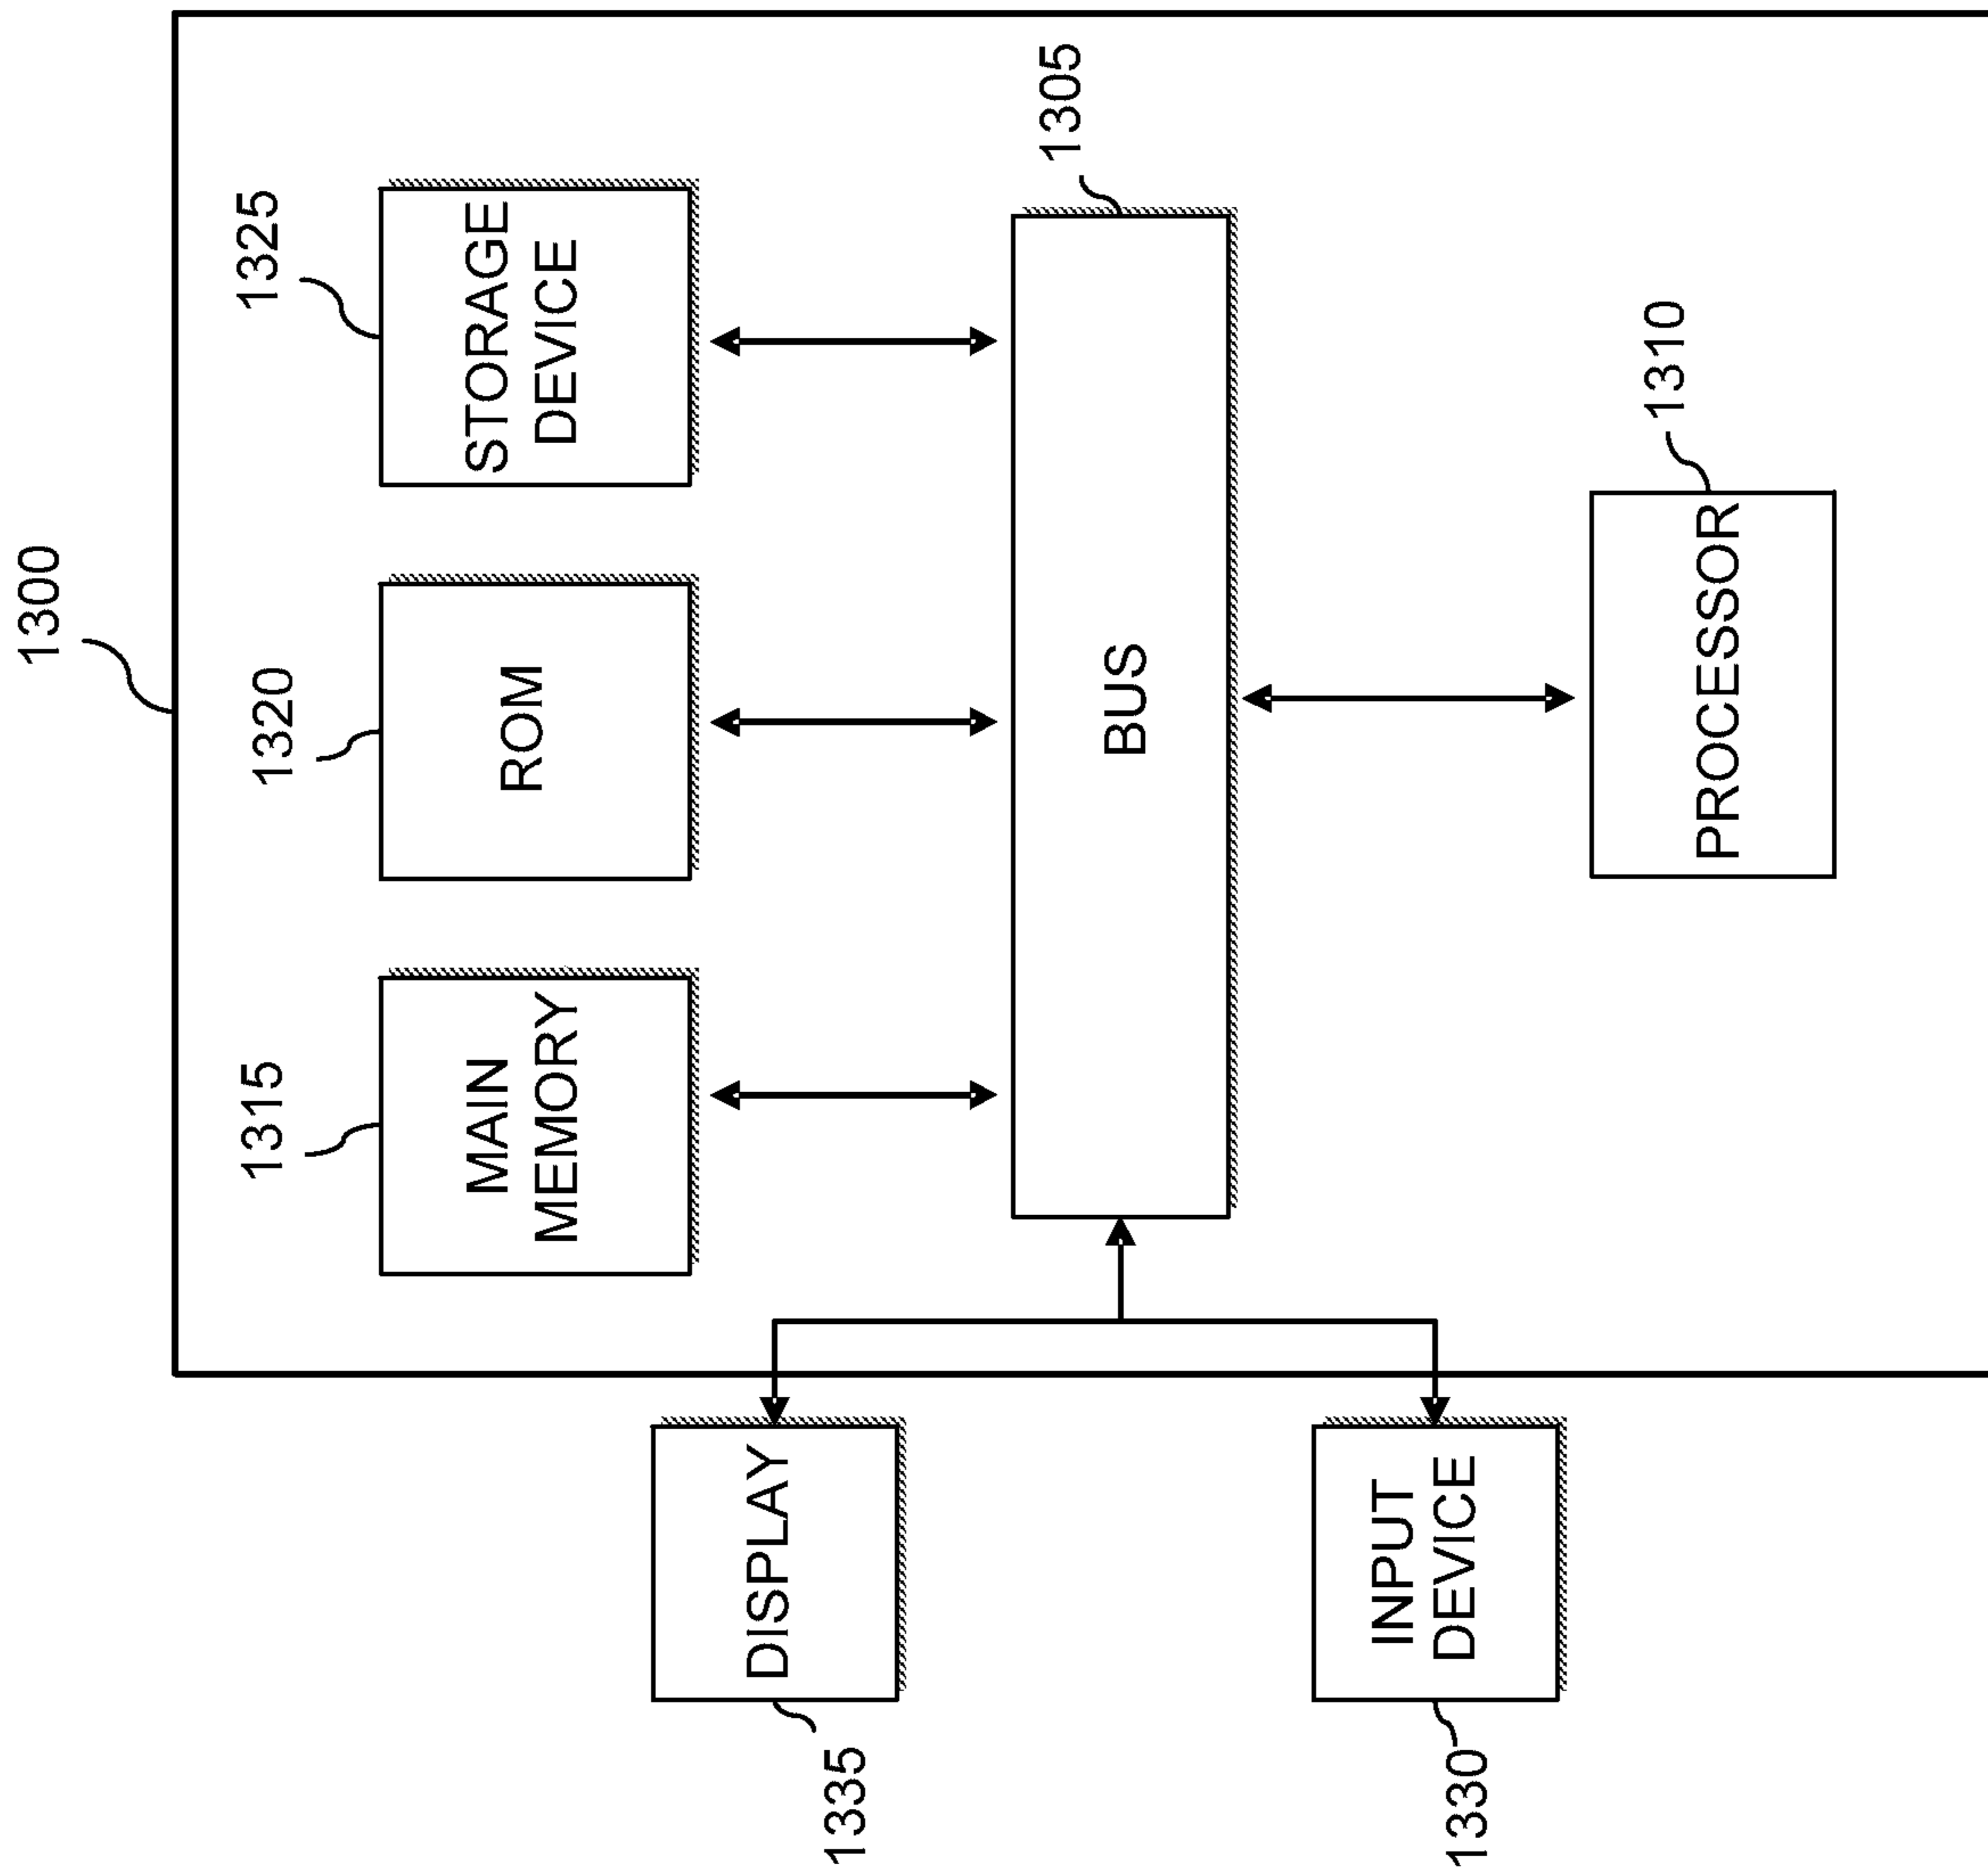 1300
1315
1320
1325
MAIN
MEMORY
ROM
STORAGE
DEVICE
1335
DISPLAY
BUS
1305
1330
INPUT
DEVICE
PROCESSOR
1310